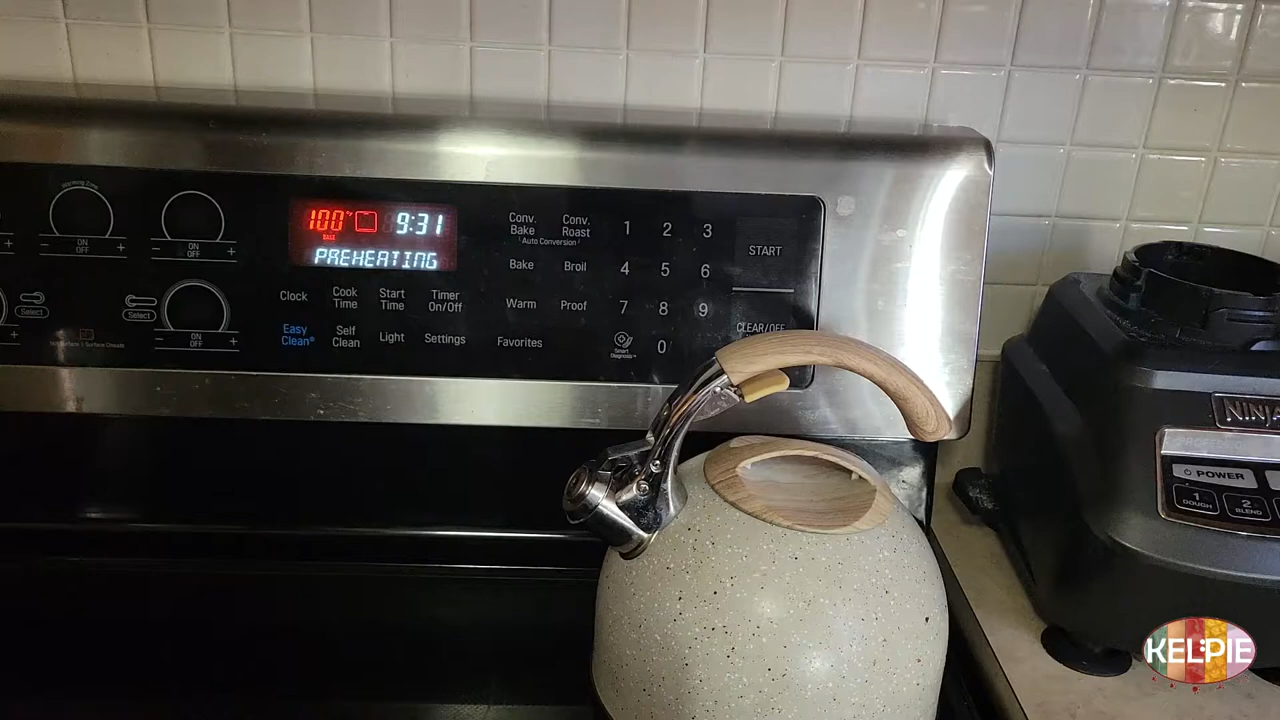 Warming Zone
ON
OFF
ON
OFF
100°F 9:31
BAKE
PREHEATING
Conv.
Bake
Conv.
Roast
Auto Conversion
Bake
Broil
Warm
Proof
Favorites
1 2 3
4 5 6
7 8 9
0
Smart
Diagnosis™
START
CLEAR/OFF
Clock
Cook
Time
Start
Time
Timer
On/Off
Easy
Clean®
Self
Clean
Light
Settings
Select
Select
ON
OFF
POWER
1
DOUGH
2
BLEND
KELPIE